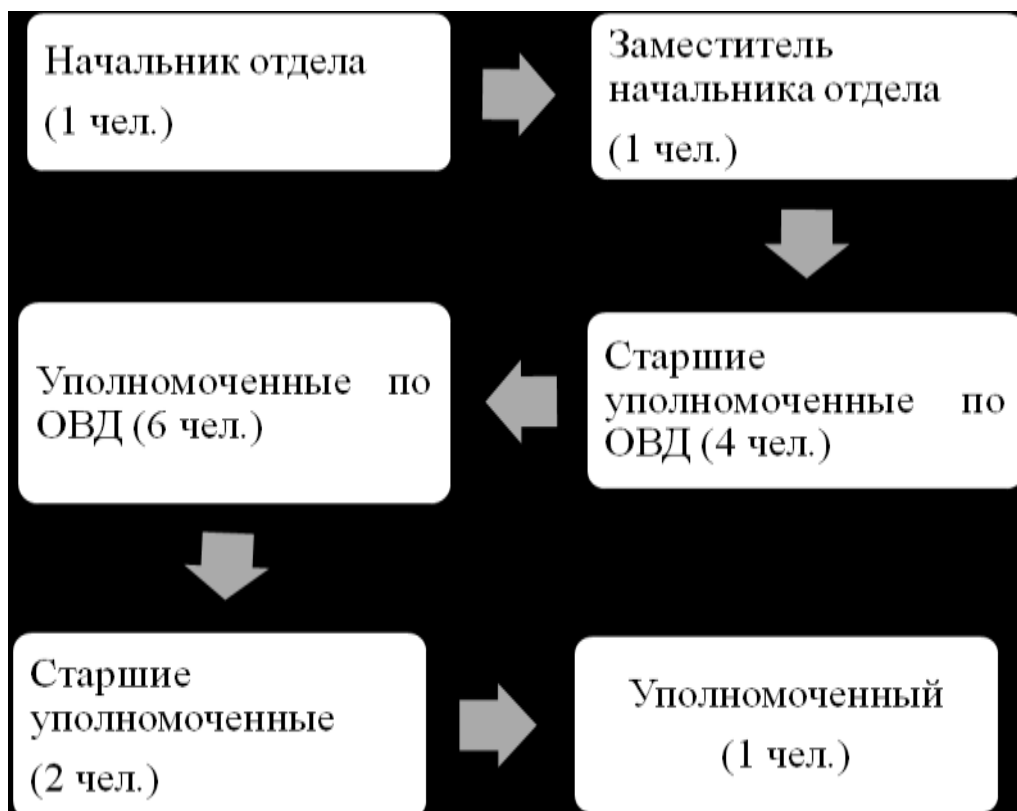 Начальник отдела
(1 чел.)
Заместитель
начальника отдела
(1 чел.)
Старшие
уполномоченные по
ОВД (4 чел.)
Уполномоченные по
ОВД (6 чел.)
Старшие
уполномоченные
(2 чел.)
Уполномоченный
(1 чел.)